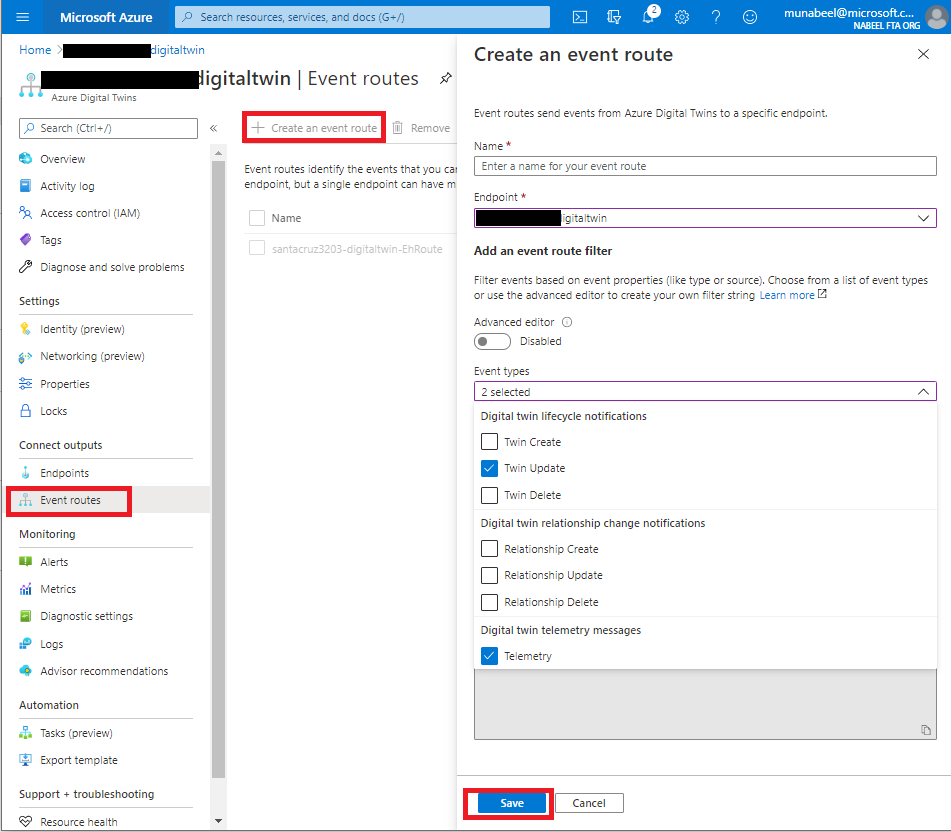 Microsoft Azure
Search resources, services, and docs (G+/)
2
munabeel@microsoft.c...
NABEEL FTA ORG
Home > digitaltwin
digitaltwin | Event routes
Azure Digital Twins
Search (Ctrl+/)
«
Overview
Activity log
Access control (IAM)
Tags
Diagnose and solve problems
Settings
Identity (preview)
Networking (preview)
Properties
Locks
Connect outputs
Endpoints
Event routes
Monitoring
Alerts
Metrics
Diagnostic settings
Logs
Advisor recommendations
Automation
Tasks (preview)
Export template
Support + troubleshooting
Resource health
+ Create an event route
Remove
Event routes identify the events that you can
endpoint, but a single endpoint can have m
Name
santacruz3203-digitaltwin-EhRoute
Create an event route
Event routes send events from Azure Digital Twins to a specific endpoint.
Name *
Enter a name for your event route
Endpoint *
igitaltwin
Add an event route filter
Filter events based on event properties (like type or source). Choose from a list of event types
or use the advanced editor to create your own filter string Learn more
Advanced editor
Disabled
Event types
2 selected
Digital twin lifecycle notifications
Twin Create
Twin Update
Twin Delete
Digital twin relationship change notifications
Relationship Create
Relationship Update
Relationship Delete
Digital twin telemetry messages
Telemetry
Save
Cancel